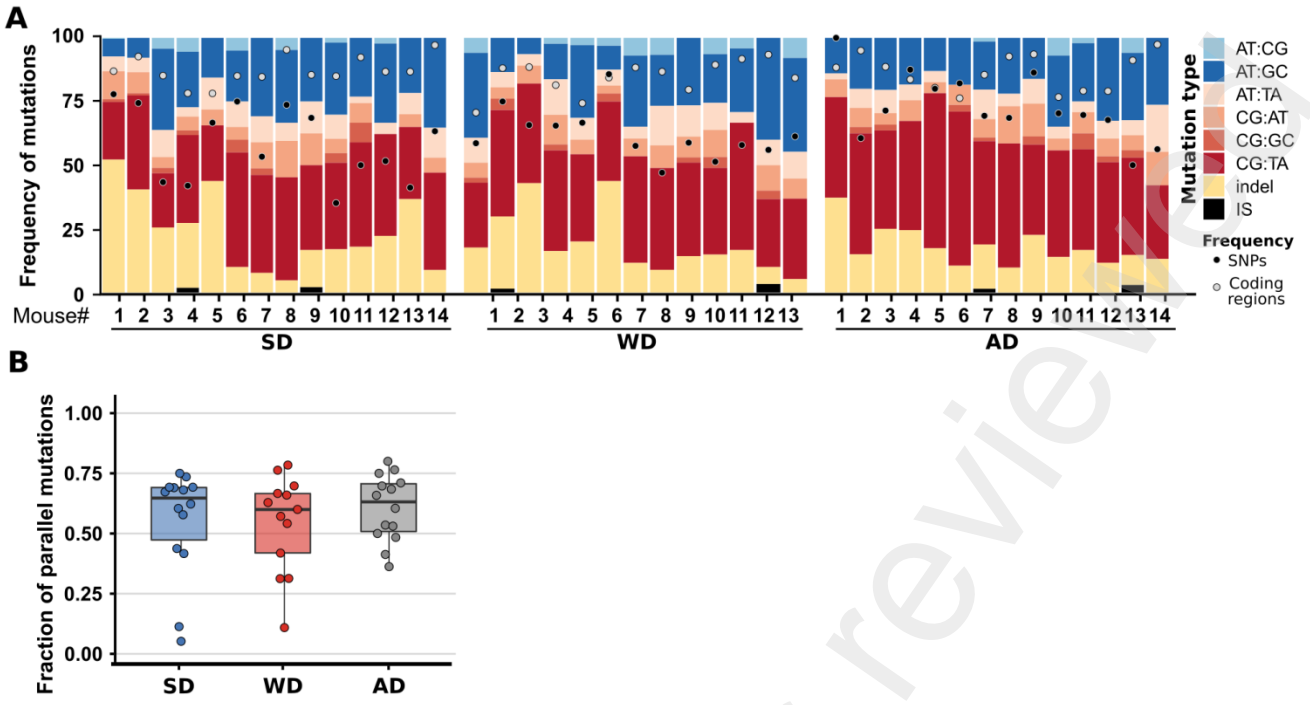 A
Frequency of mutations
100
75
50
25
0
Mouse# 1 2 3 4 5 6 7 8 9 10 11 12 13 14 1 2 3 4 5 6 7 8 9 10 11 12 13 1 2 3 4 5 6 7 8 9 10 11 12 13 14
SD WD AD
Mutation type
AT:CG
AT:GC
AT:TA
CG:AT
CG:GC
CG:TA
indel
IS
Frequency
SNPs
Coding
regions
B
Fraction of parallel mutations
1.00
0.75
0.50
0.25
0.00
SD WD AD
reviewed